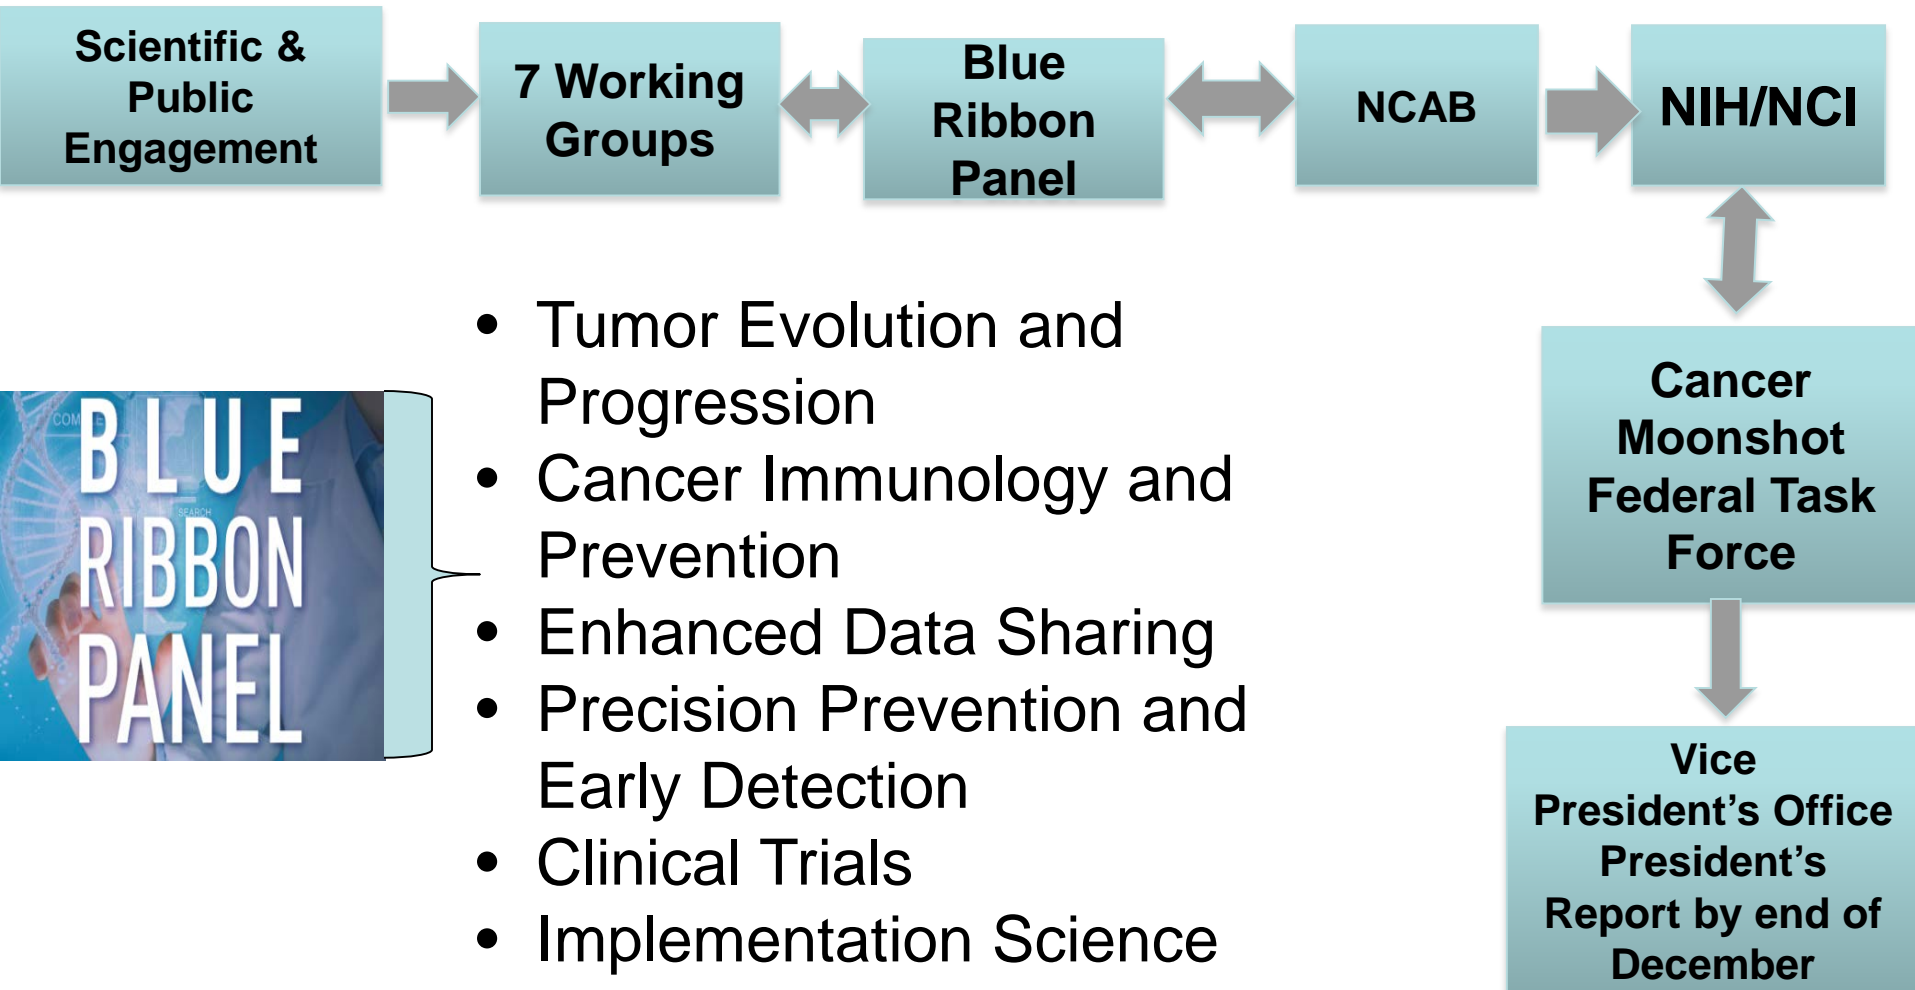 Scientific &
Public
Engagement
7 Working
Groups
Blue
Ribbon
Panel
NCAB
NIH/NCI
• Tumor Evolution and
Progression
• Cancer Immunology and
Prevention
• Enhanced Data Sharing
• Precision Prevention and
Early Detection
• Clinical Trials
• Implementation Science
SEARCH
BLUE
RIBBON
PANEL
Cancer
Moonshot
Federal Task
Force
Vice
President’s Office
President’s
Report by end of
December